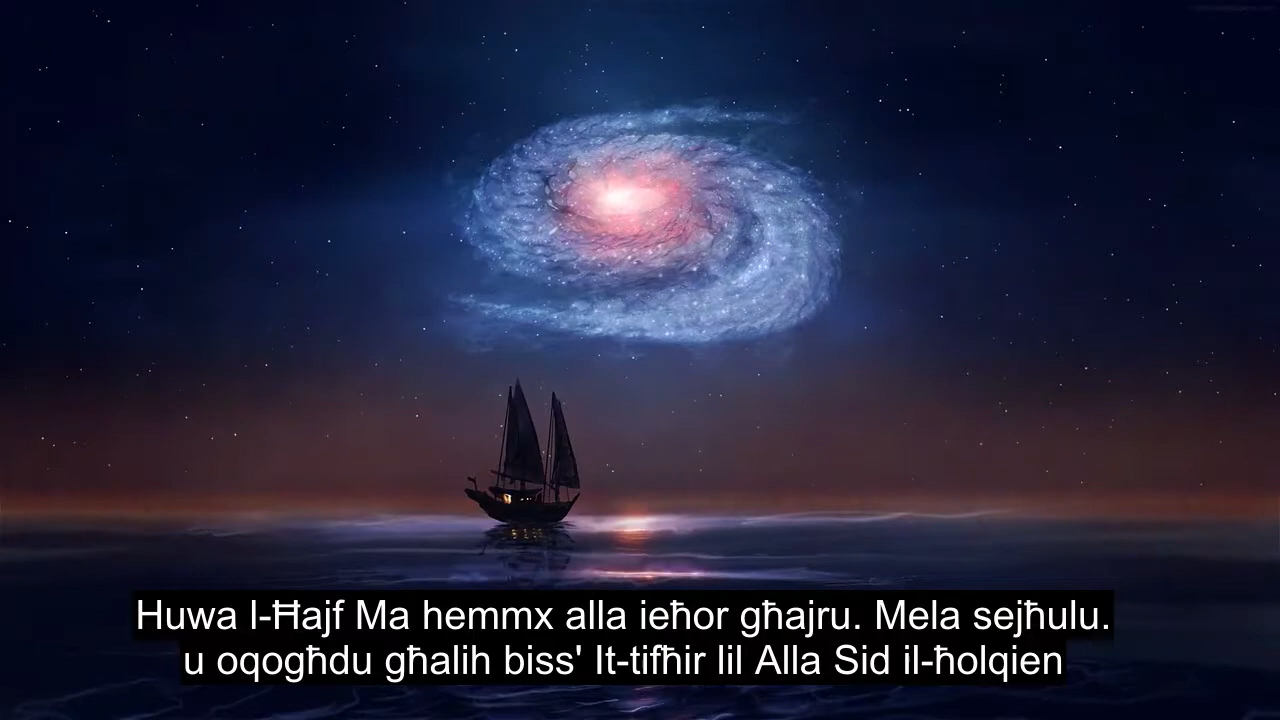 Huwa l-Ħajf Ma hemmx alla ieħor għajru. Mela sejħulu.
u oqogħdu għalih biss' It-tifħir lil Alla Sid il-ħolqien